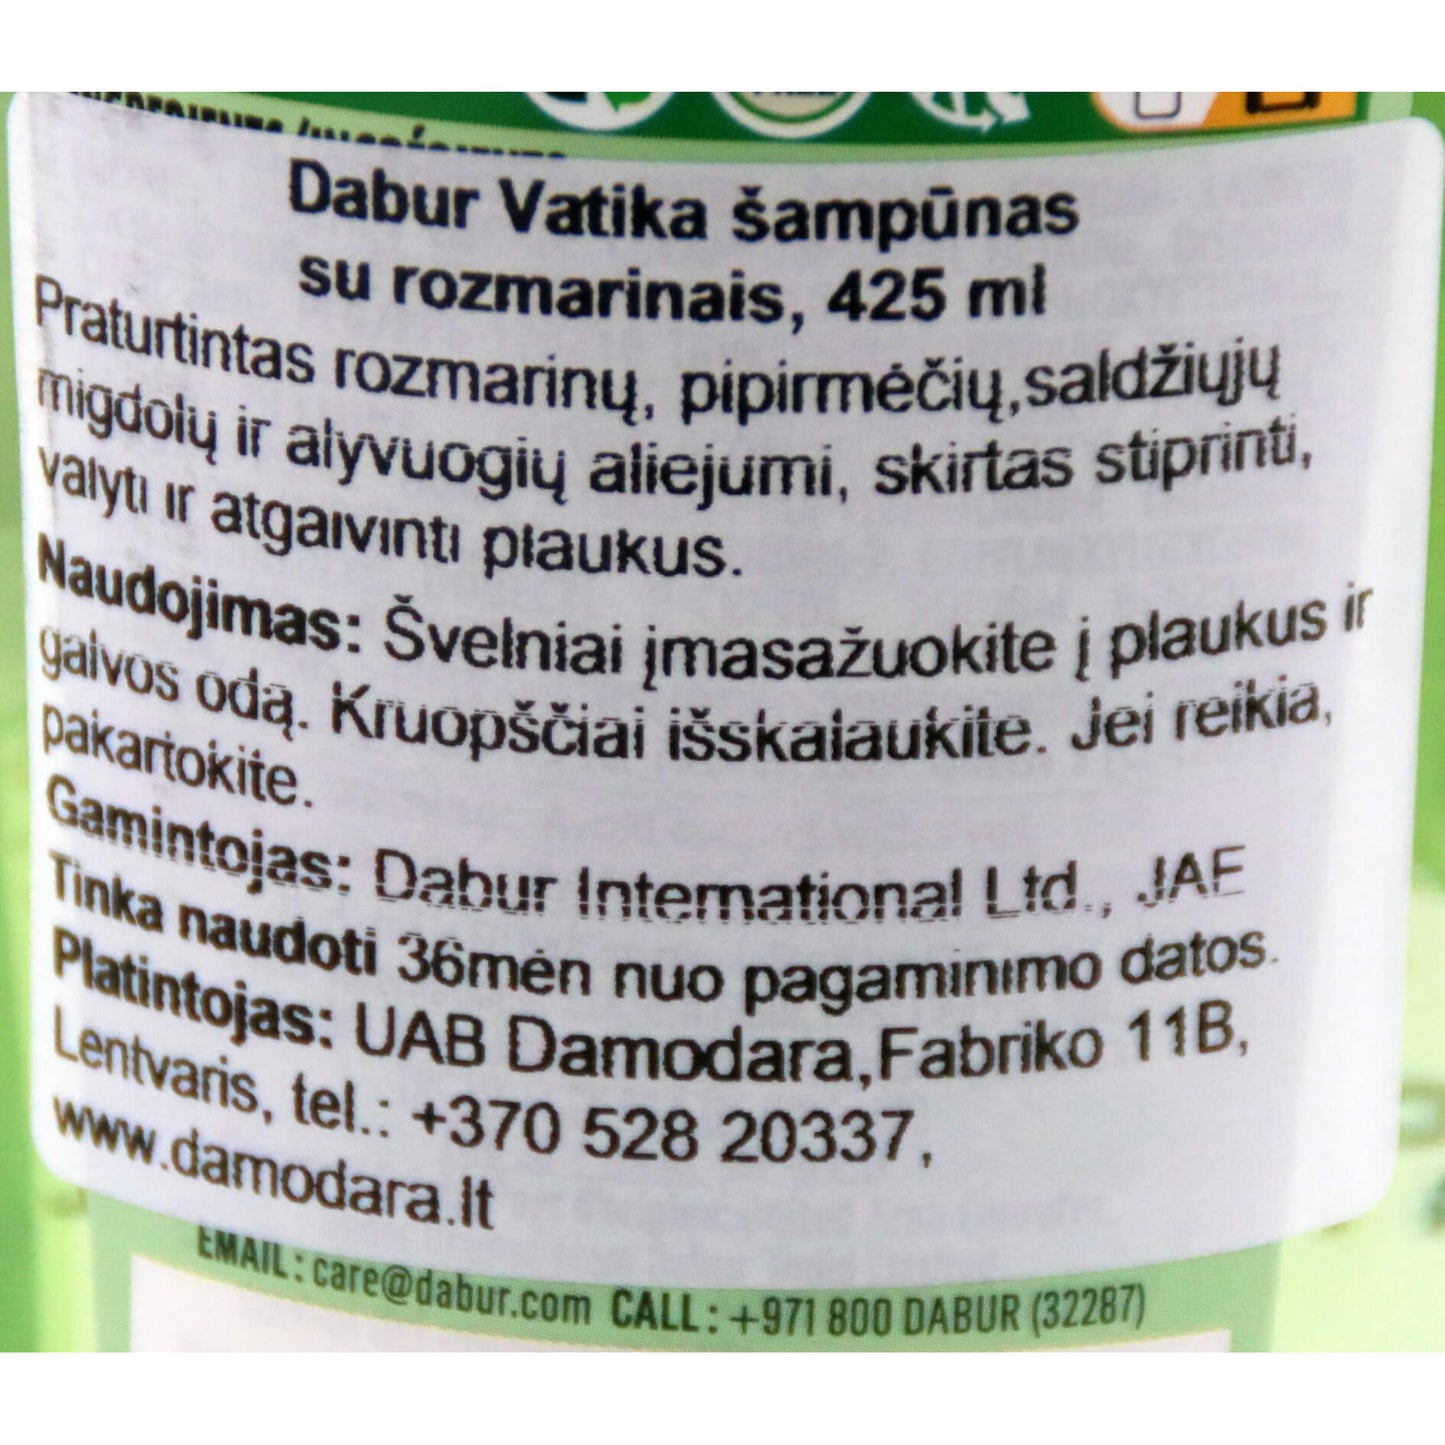 INGREDIENTS /INGRÉDIENTS
Dabur Vatika šampūnas
su rozmarinais, 425 ml
Praturtintas rozmarinų, pipirmėčių,saldžiųjų
migdolų ir alyvuogių aliejumi, skirtas stiprinti,
valyti ir atgaivinti plaukus.
Naudojimas: Švelniai įmasažuokite į plaukus ir
galvos odą. Kruopščiai išskalaukite. Jei reikia,
pakartokite.
Gamintojas: Dabur International Ltd., JAE
Tinka naudoti 36mėn nuo pagaminimo datos.
Platintojas: UAB Damodara,Fabriko 11B,
Lentvaris, tel.: +370 528 20337,
www.damodara.lt
EMAIL : care@dabur.com CALL : +971 800 DABUR (32287)